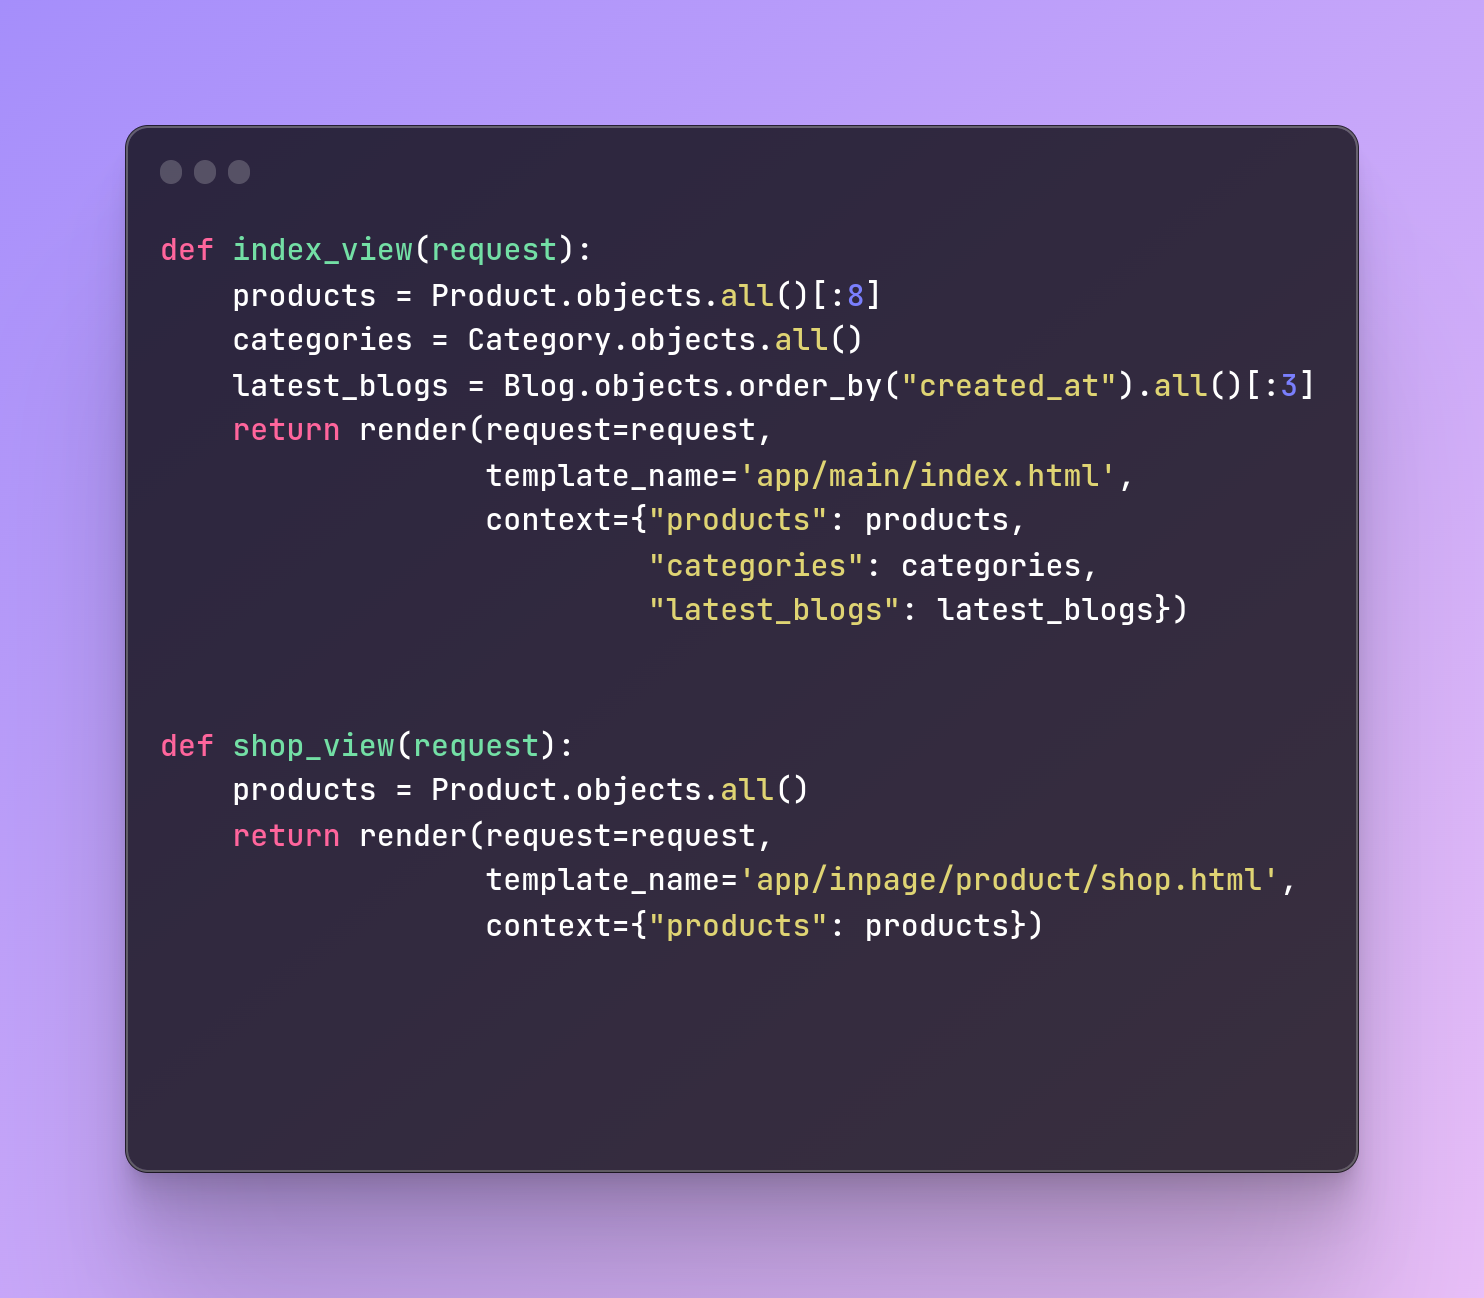 def index_view(request):
    products = Product.objects.all()[:8]
    categories = Category.objects.all()
    latest_blogs = Blog.objects.order_by("created_at").all()[:3]
    return render(request=request,
                  template_name='app/main/index.html',
                  context={"products": products,
                           "categories": categories,
                           "latest_blogs": latest_blogs})
def shop_view(request):
    products = Product.objects.all()
    return render(request=request,
                  template_name='app/inpage/product/shop.html',
                  context={"products": products})